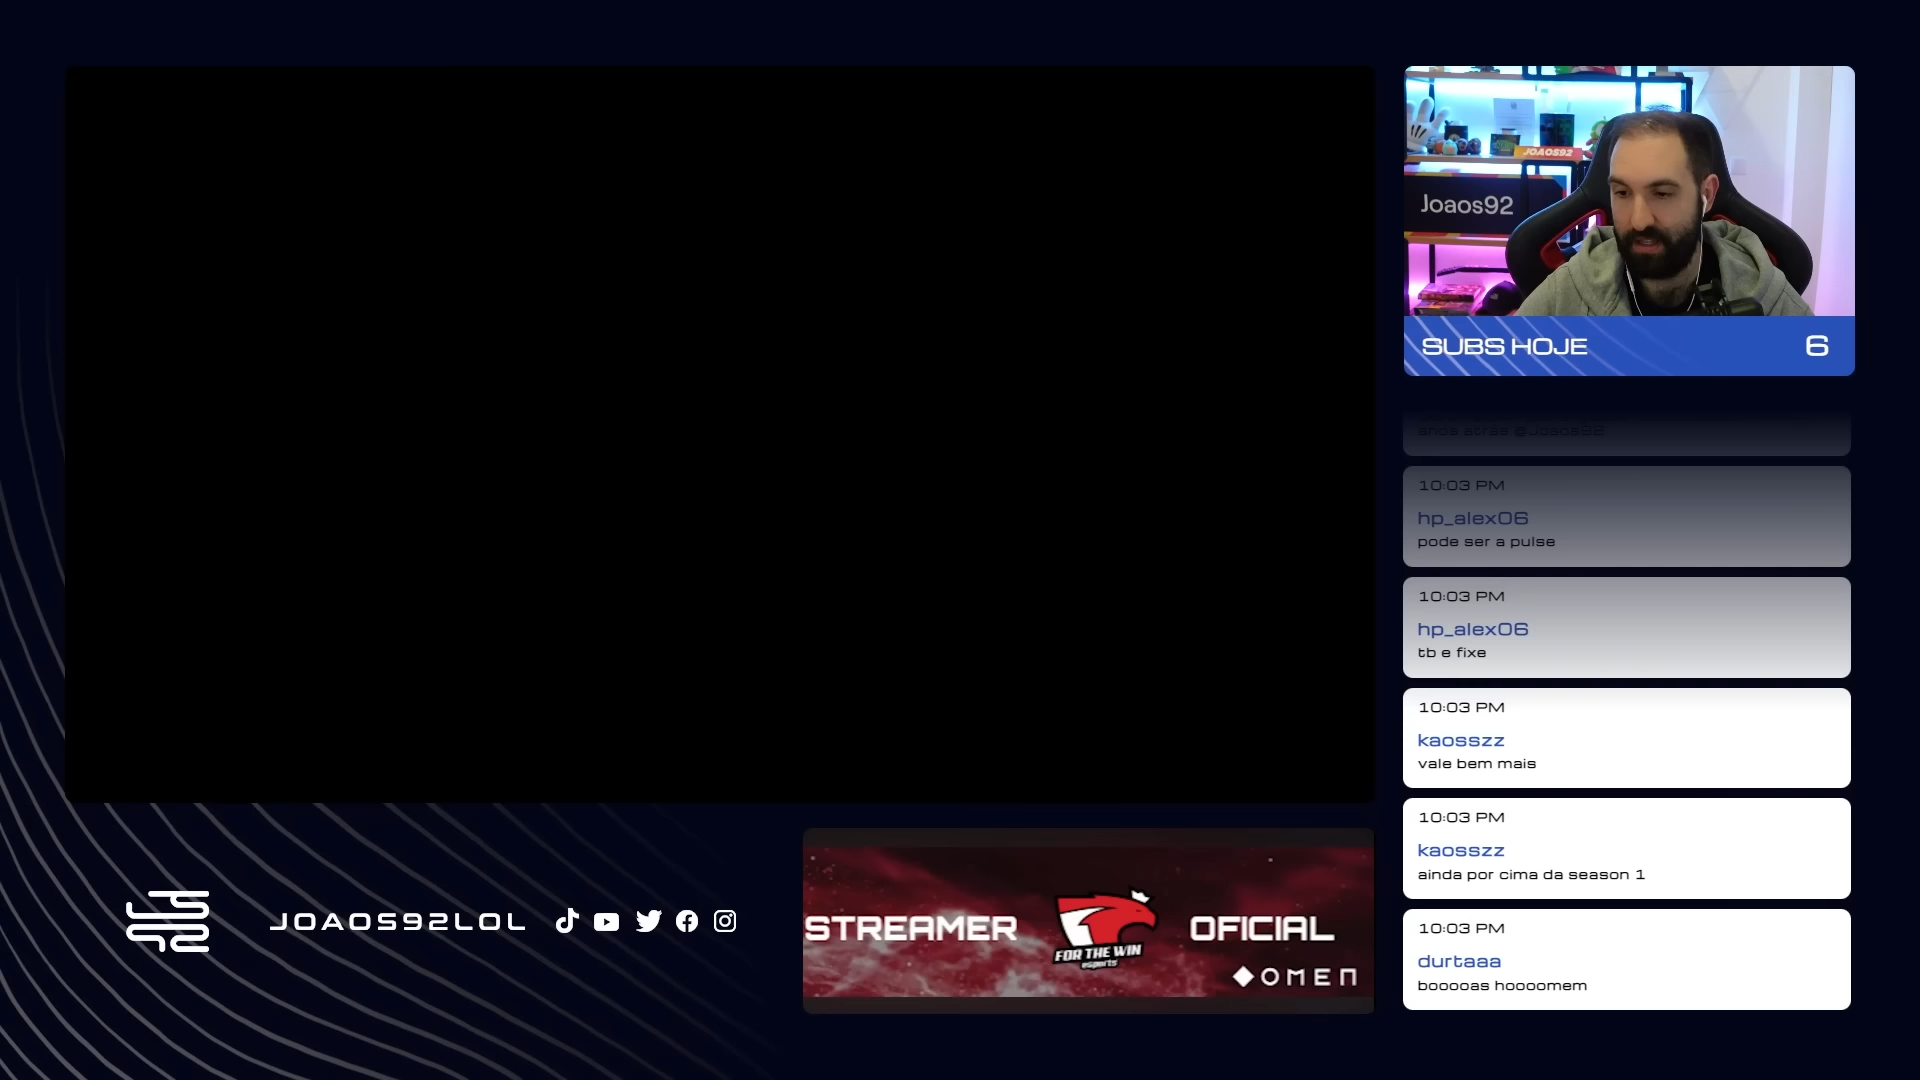 JOAOS92
Joaos92
SUBS HOJE 6
10:03 PM
hp_alex06
pode ser a pulse
10:03 PM
hp_alex06
tb e fixe
10:03 PM
kaosszz
vale bem mais
10:03 PM
kaosszz
ainda por cima da season 1
10:03 PM
durtaaa
booooas hoooomem
JOAOS92LOL
STREAMER OFICIAL
FOR THE WIN
esports
OMEN